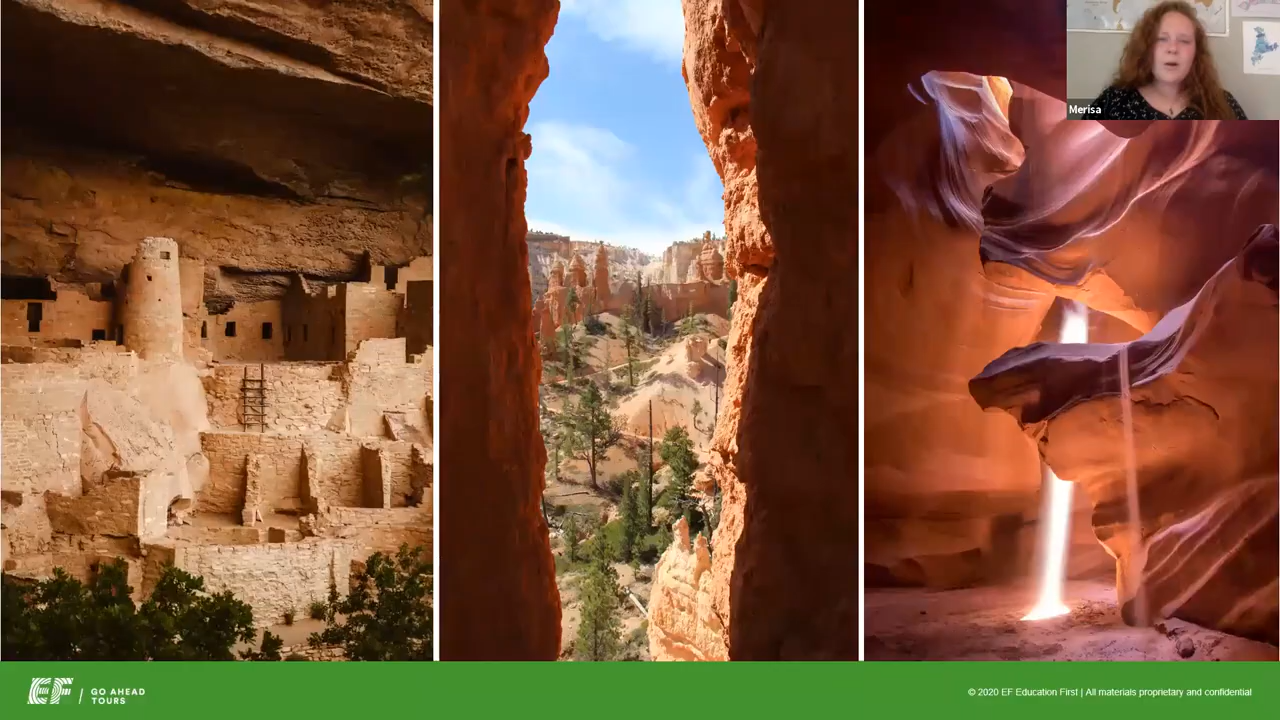 Merisa
EF
GO AHEAD
TOURS
© 2020 EF Education First | All materials proprietary and confidential